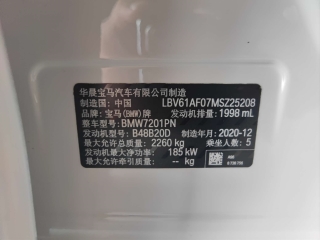 华晨宝马汽车有限公司制造
制造国：中国 LBV61AF07MSZ25208
品牌：宝马(BMW)牌 发动机排量：1998 mL
整车型号：BMW7201PN
发动机型号：B48B20D 制造年月：2020-12
最大允许总质量：2260 kg 乘坐人数：5
发动机最大净功率：185 kW
最大允许牵引质量：-- kg